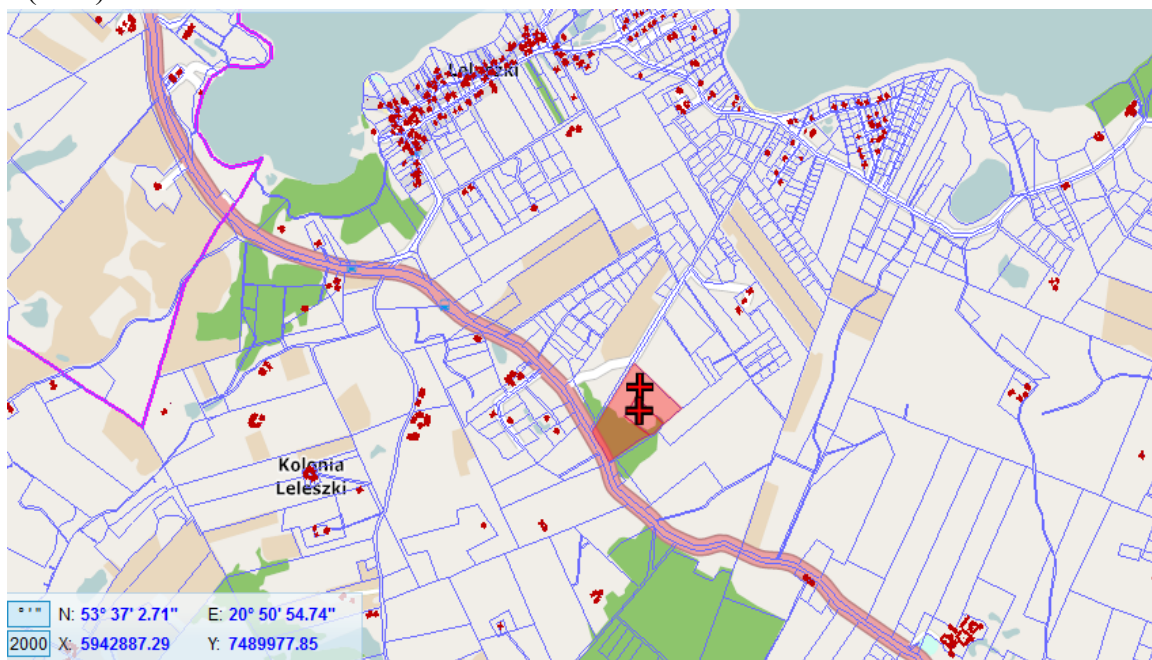 Leleszki
Kolonia
Leleszki
° ' " N: 53° 37' 2.71" E: 20° 50' 54.74"
2000 X: 5942887.29 Y: 7489977.85